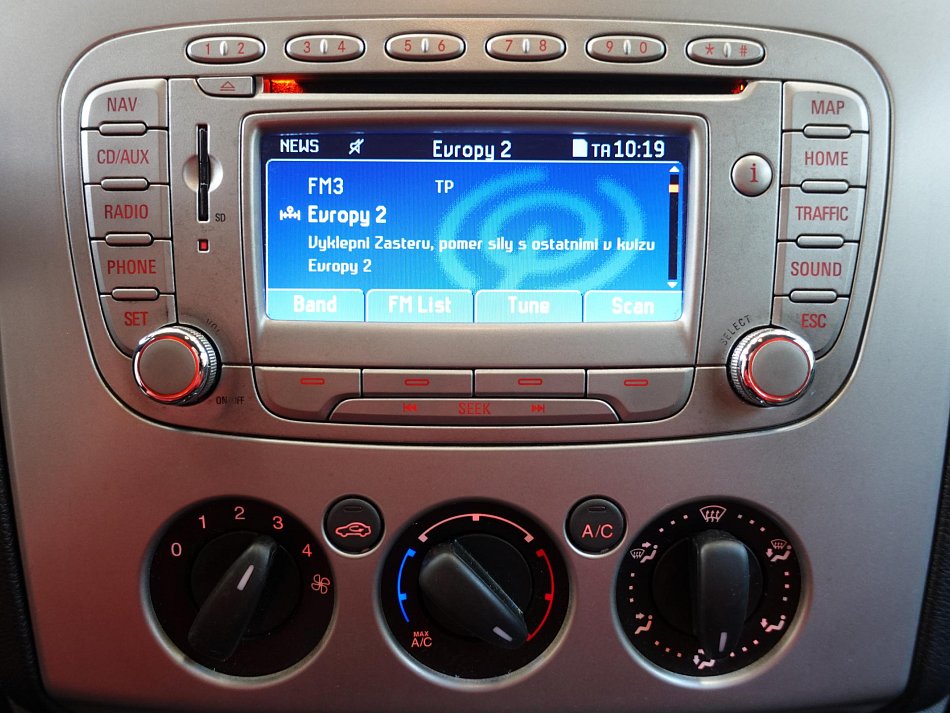 1 2 3 4 5 6 7 8 9 0 * #
NAV
MAP
CD/AUX
HOME
RADIO
TRAFFIC
PHONE
SOUND
SET
ESC
SD
i
NEWS Evropy 2 TA 10:19
FM3 TP
Evropy 2
Vyklepni Zasteru, pomer sily s ostatnimi v kvizu
Evropy 2
Band FM List Tune Scan
VOL
SELECT
ON/OFF
SEEK
0 1 2 3 4
A/C
MAX
A/C